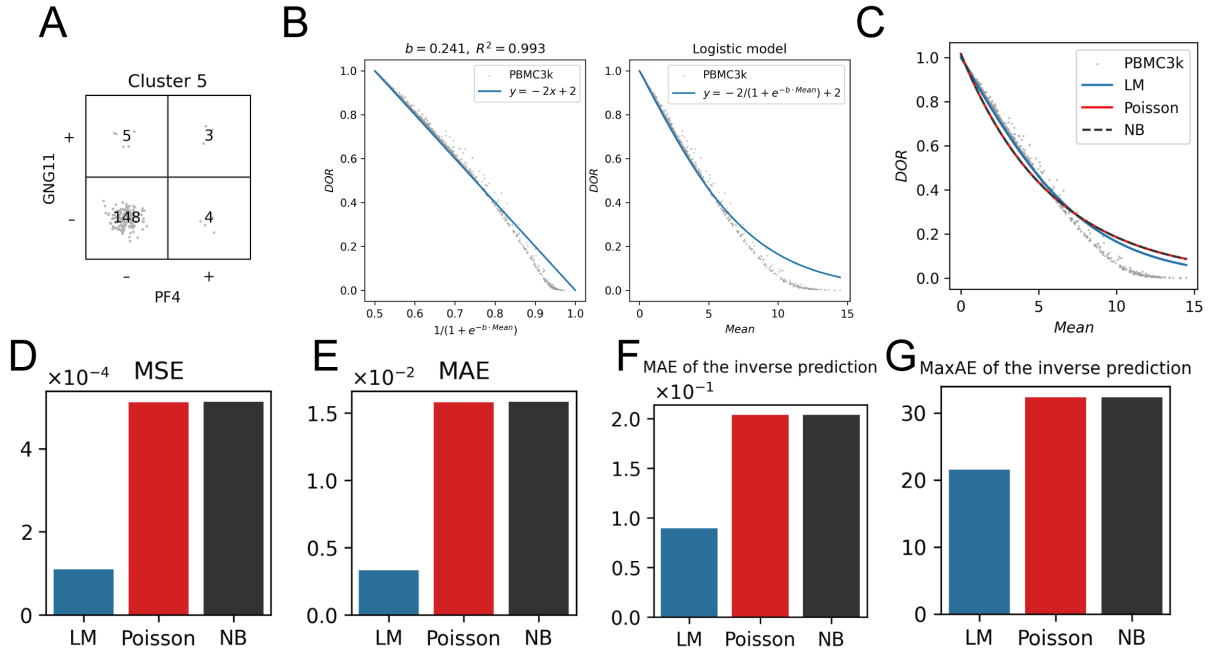 A
Cluster 5
+
5
3
GNG11
–
148
4
–
+
PF4
B
b = 0.241, R² = 0.993
PBMC3k
y = −2x + 2
DOR
1.0
0.8
0.6
0.4
0.2
0.0
0.5
0.6
0.7
0.8
0.9
1.0
1/(1 + e^{−b · Mean})
Logistic model
PBMC3k
y = −2/(1 + e^{−b · Mean}) + 2
DOR
1.0
0.8
0.6
0.4
0.2
0.0
0
5
10
15
Mean
C
PBMC3k
LM
Poisson
NB
DOR
1.0
0.8
0.6
0.4
0.2
0.0
0
5
10
15
Mean
D
×10⁻⁴
MSE
4
2
0
LM
Poisson
NB
E
×10⁻²
MAE
1.5
1.0
0.5
0.0
LM
Poisson
NB
F
MAE of the inverse prediction
×10⁻¹
2.0
1.5
1.0
0.5
0.0
LM
Poisson
NB
G
MaxAE of the inverse prediction
30
20
10
0
LM
Poisson
NB